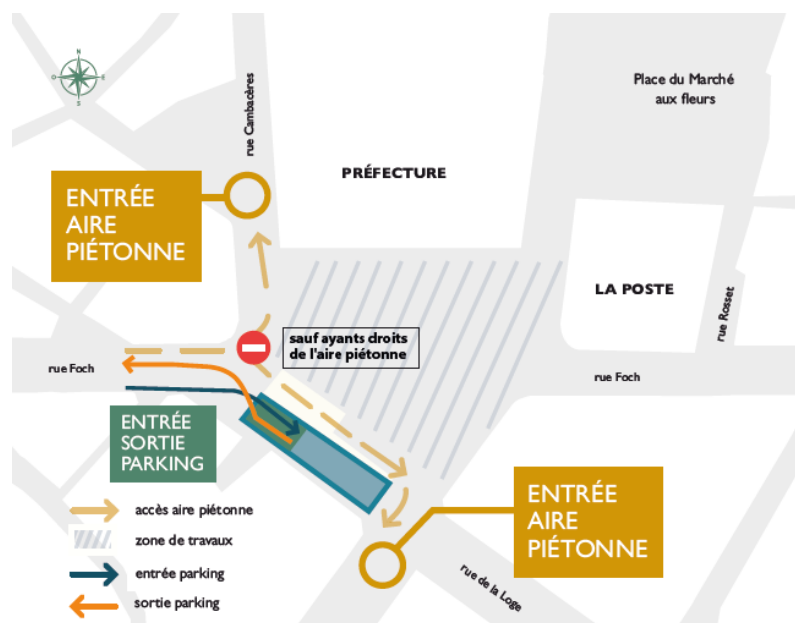 N
O
E
S
rue Cambacères
Place du Marché
aux fleurs
PRÉFECTURE
ENTRÉE
AIRE
PIÉTONNE
LA POSTE
rue Rosset
sauf ayants droits
de l'aire piétonne
rue Foch
rue Foch
ENTRÉE
SORTIE
PARKING
ENTRÉE
AIRE
PIÉTONNE
rue de la Loge
accès aire piétonne
zone de travaux
entrée parking
sortie parking